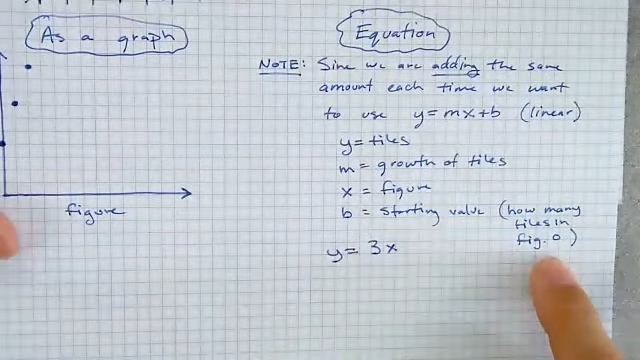 As a graph
figure
Equation
NOTE: Sine we are adding the same
amount each time we want
to use y=mx+b (linear)
y=tiles
m= growth of tiles
x = figure
b = starting value (how many
tiles in
fig. 0)
y= 3x